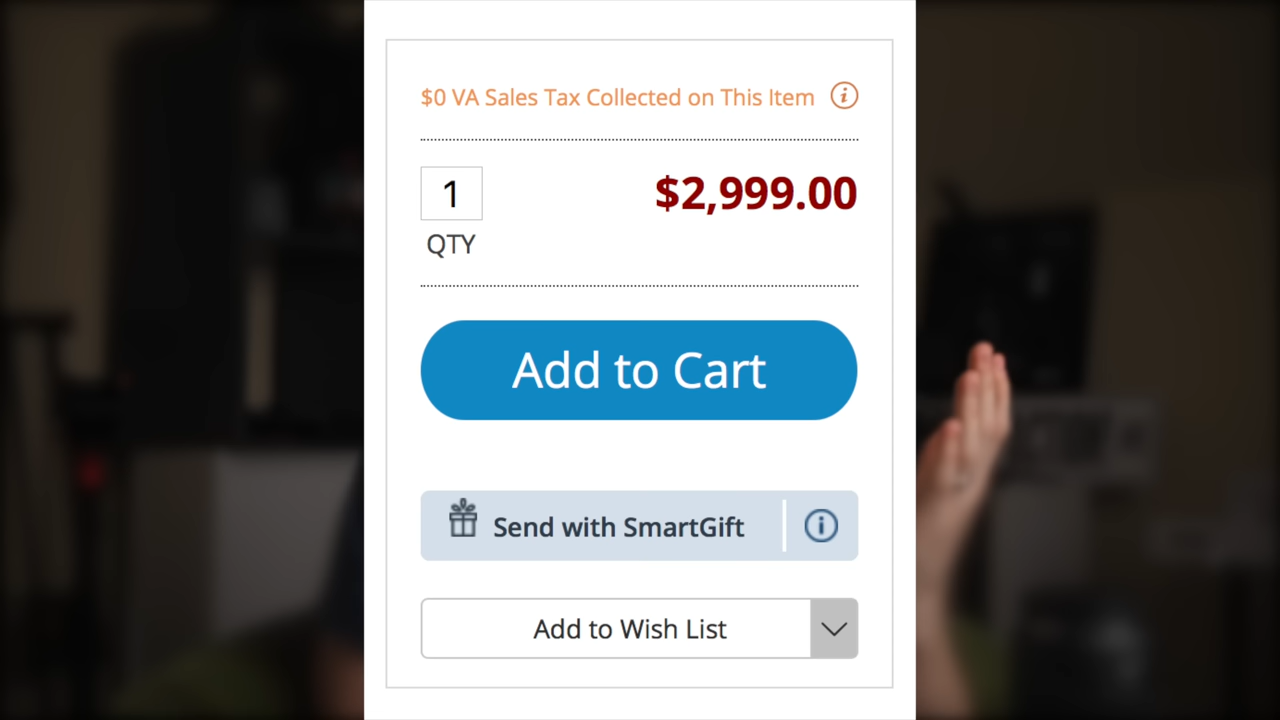 $0 VA Sales Tax Collected on This Item
1
$2,999.00
QTY
Add to Cart
Send with SmartGift
Add to Wish List